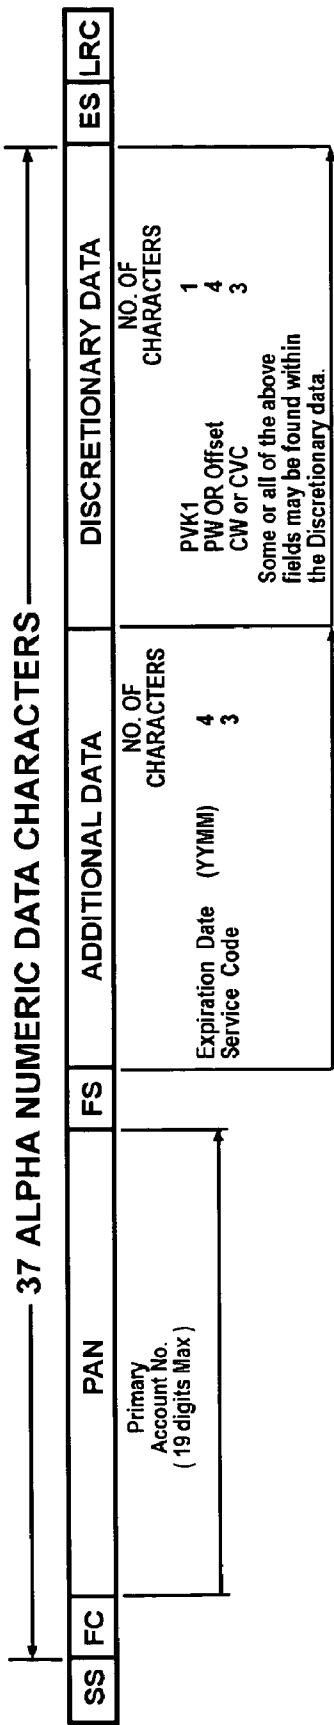 37 ALPHA NUMERIC DATA CHARACTERS
SS FC PAN FS ADDITIONAL DATA DISCRETIONARY DATA ES LRC
Primary
Account No.
( 19 digits Max )
NO. OF
CHARACTERS
Expiration Date (YYMM) 4
Service Code 3
NO. OF
CHARACTERS
PVK1 1
PW OR Offset 4
CW or CVC 3
Some or all of the above
fields may be found within
the Discretionary data.